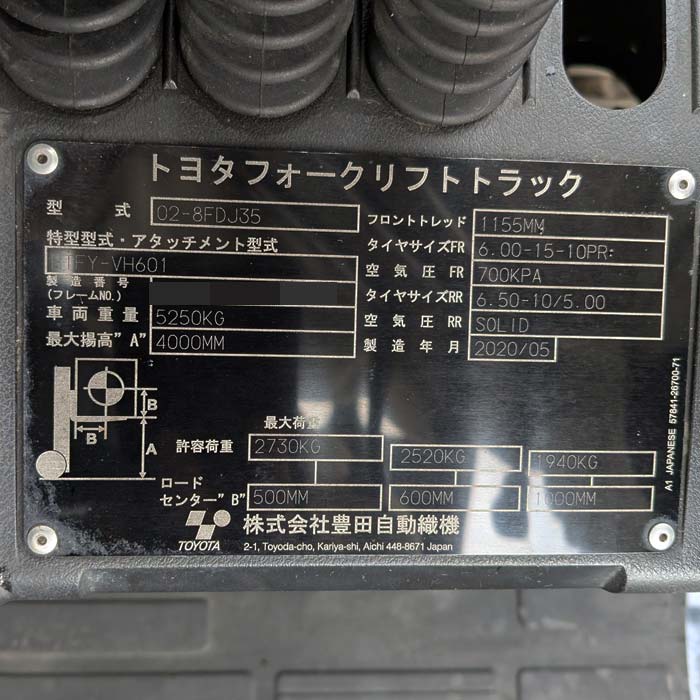 トヨタフォークリフトトラック
型 式 02-8FDJ35
特型型式・アタッチメント型式
FY-VH601
製造番号
(フレームNO.)
車両重量 5250KG
最大揚高"A" 4000MM
フロントトレッド 1155MM
タイヤサイズFR 6.00-15-10PR
空気圧 FR 700KPA
タイヤサイズRR 6.50-10/5.00
空気圧 RR SOLID
製造年月 2020/05
B
B
A
最大荷重
許容荷重 2730KG 2520KG 1940KG
ロード
センター"B" 500MM 600MM 1000MM
TOYOTA 株式会社豊田自動織機
2-1, Toyoda-cho, Kariya-shi, Aichi 448-8671 Japan
A1 JAPANESE 57841-26700-71